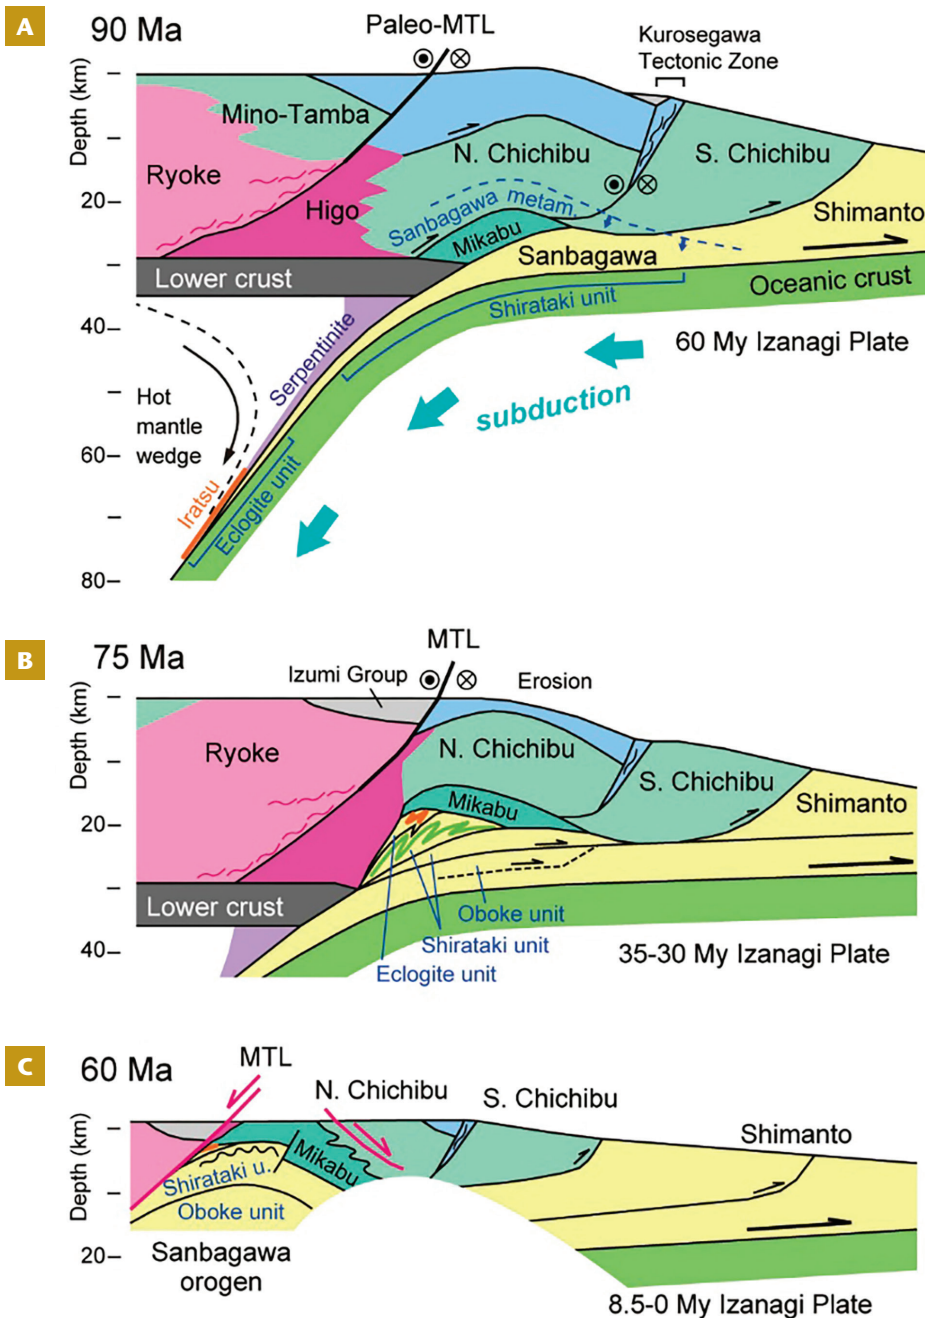 A
90 Ma
Paleo-MTL
Kurosegawa
Tectonic Zone
Depth (km)
Mino-Tamba
N. Chichibu
S. Chichibu
Ryoke
Higo
Sanbagawa metam.
Mikabu
Shimanto
20
Sanbagawa
Lower crust
Oceanic crust
Shirataki unit
40
Serpentinite
60 My Izanagi Plate
Hot
mantle
wedge
subduction
60
Iratsu
Eclogite unit
80
B
75 Ma
MTL
Izumi Group
Erosion
Depth (km)
Ryoke
N. Chichibu
S. Chichibu
Mikabu
Shimanto
20
Lower crust
Oboke unit
Shirataki unit
Eclogite unit
40
35-30 My Izanagi Plate
C
60 Ma
MTL
N. Chichibu
S. Chichibu
Depth (km)
Shimanto
Mikabu
Shirataki u.
Oboke unit
20
Sanbagawa
orogen
8.5-0 My Izanagi Plate